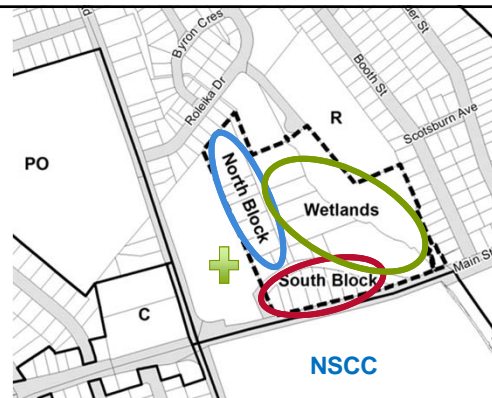 Byron Cres
Roleika Dr
Booth St
Scotsburn Ave
R
PO
North Block
Wetlands
South Block
Main St
C
NSCC